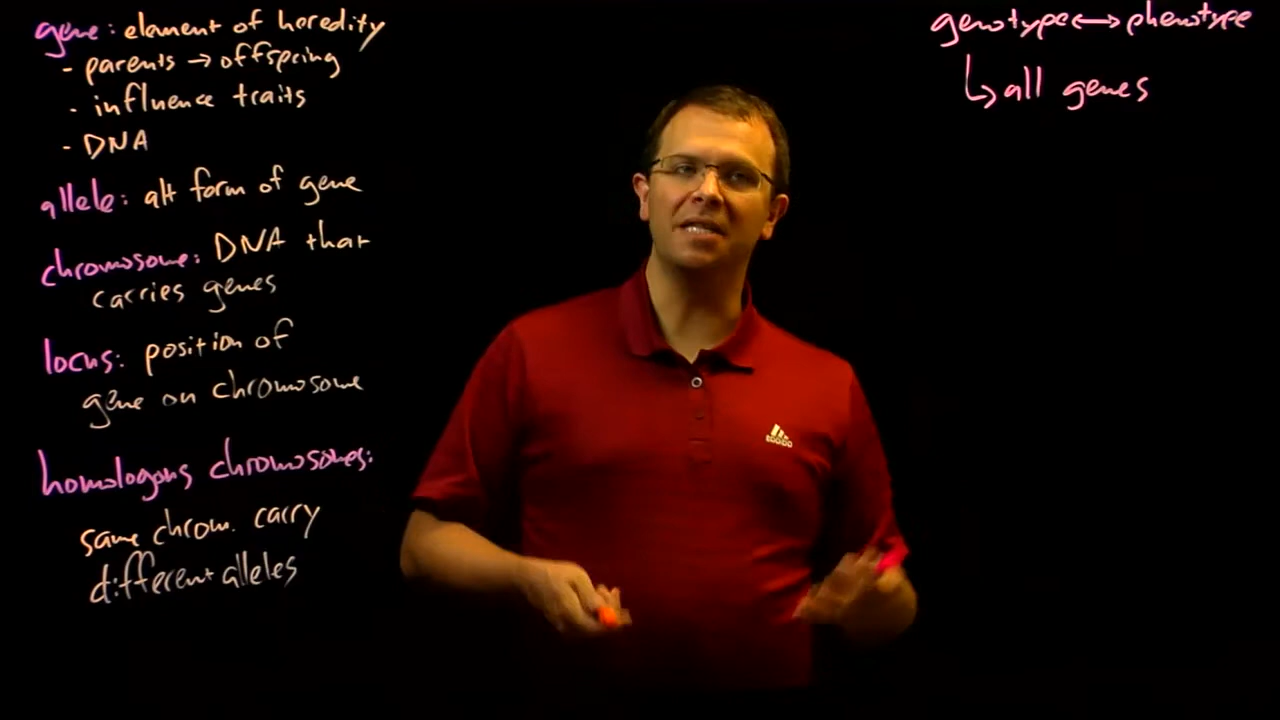 gene: element of heredity
- parents → offspring
- influence traits
- DNA
allele: alt form of gene
chromosome: DNA that
carries genes
locus: position of
gene on chromosome
homologous chromosomes:
same chrom. carry
different alleles
genotype ↔ phenotype
↳ all genes